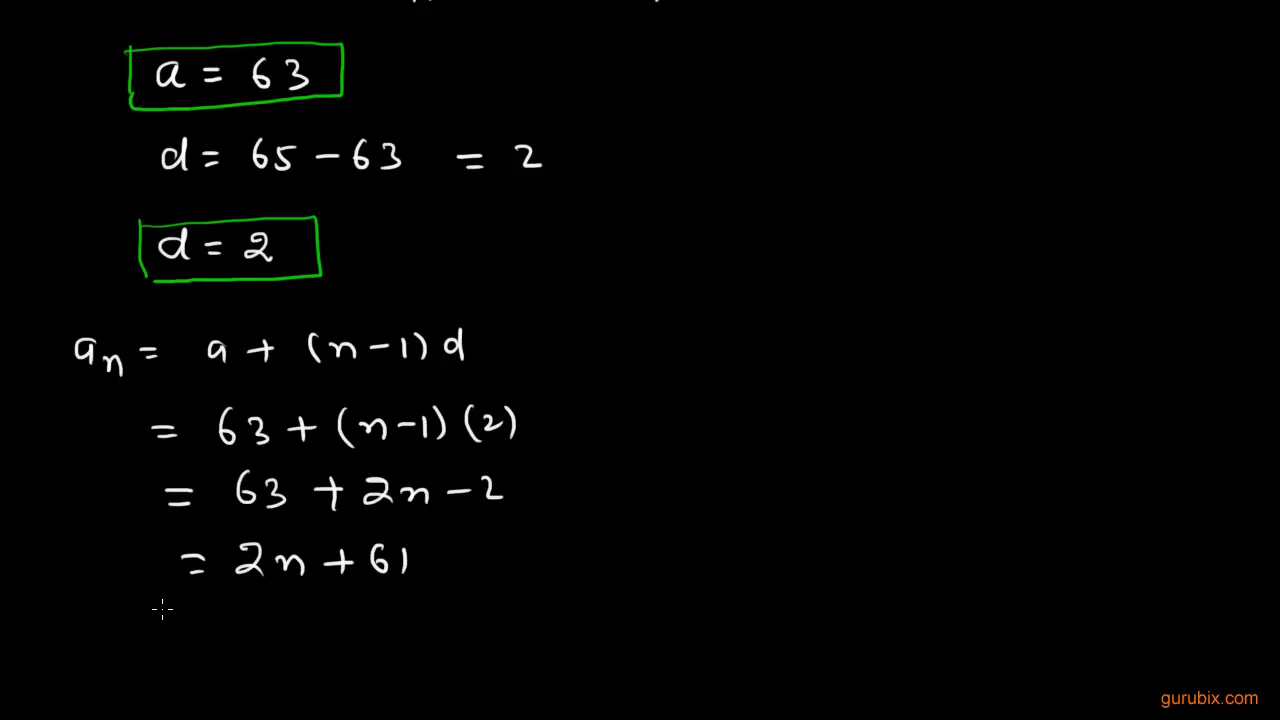 a = 63
d = 65 - 63 = 2
d = 2
aₙ = a + (n-1) d
= 63 + (n-1) (2)
= 63 + 2n - 2
= 2n + 61
gurubix.com